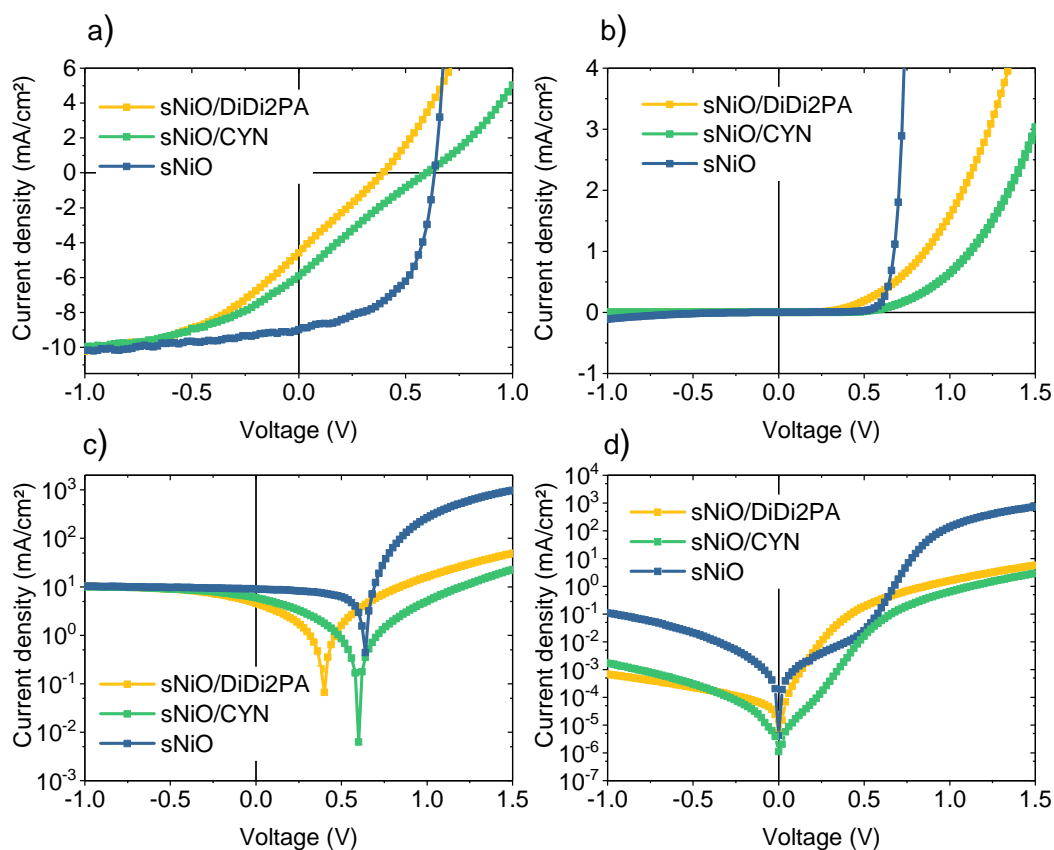 a)
Current density (mA/cm²)
6
4
2
0
-2
-4
-6
-8
-10
sNiO/DiDi2PA
sNiO/CYN
sNiO
-1.0 -0.5 0.0 0.5 1.0
Voltage (V)
b)
Current density (mA/cm²)
4
3
2
1
0
-1
sNiO/DiDi2PA
sNiO/CYN
sNiO
-1.0 -0.5 0.0 0.5 1.0 1.5
Voltage (V)
c)
Current density (mA/cm²)
10³
10²
10¹
10⁰
10⁻¹
10⁻²
10⁻³
sNiO/DiDi2PA
sNiO/CYN
sNiO
-1.0 -0.5 0.0 0.5 1.0 1.5
Voltage (V)
d)
Current density (mA/cm²)
10⁴
10³
10²
10¹
10⁰
10⁻¹
10⁻²
10⁻³
10⁻⁴
10⁻⁵
10⁻⁶
10⁻⁷
sNiO/DiDi2PA
sNiO/CYN
sNiO
-1.0 -0.5 0.0 0.5 1.0 1.5
Voltage (V)